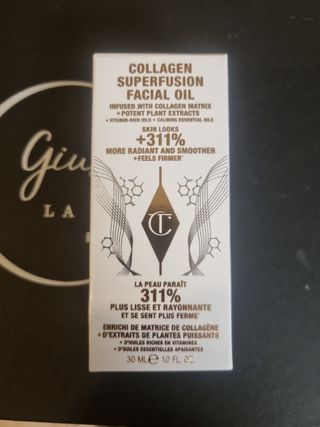 COLLAGEN
SUPERFUSION
FACIAL OIL
INFUSED WITH COLLAGEN MATRIX
+ POTENT PLANT EXTRACTS
+ VITAMIN-RICH OILS + CALMING ESSENTIAL OILS
SKIN LOOKS
+311%
MORE RADIANT AND SMOOTHER
+FEELS FIRMER*
Giu
LA
CT
LA PEAU PARAÎT
311%
PLUS LISSE ET RAYONNANTE
ET SE SENT PLUS FERME*
ENRICHI DE MATRICE DE COLLAGÈNE
+ D'EXTRAITS DE PLANTES PUISSANTS
+ D'HUILES RICHES EN VITAMINES
+ D'HUILES ESSENTIELLES APAISANTES
30 ML ℮ 1.0 FL. OZ.